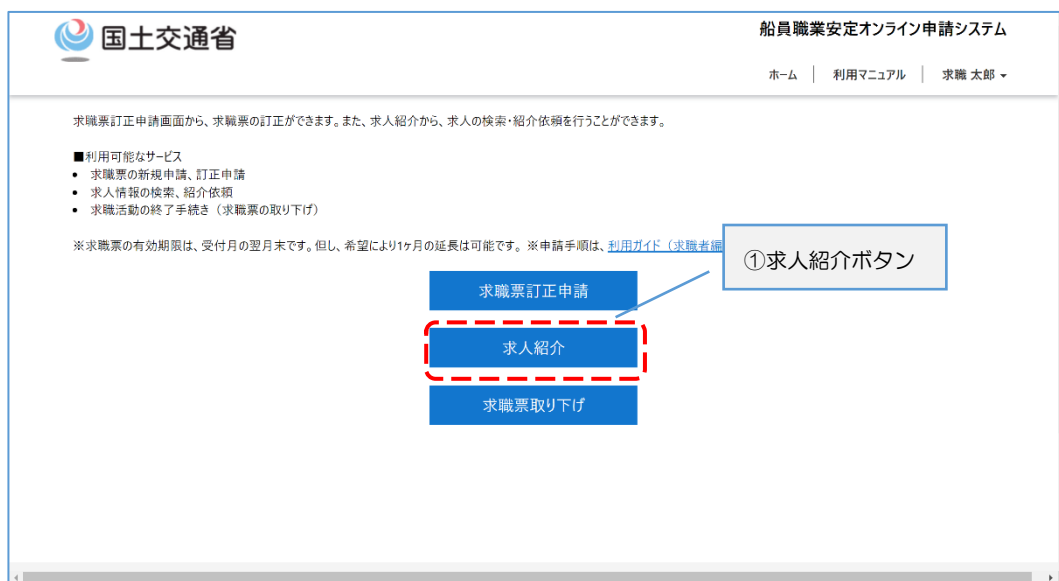 国土交通省
船員職業安定オンライン申請システム
ホーム │ 利用マニュアル │ 求職 太郎
求職票訂正申請画面から、求職票の訂正ができます。また、求人紹介から、求人の検索・紹介依頼を行うことができます。
■利用可能なサービス
• 求職票の新規申請、訂正申請
• 求人情報の検索、紹介依頼
• 求職活動の終了手続き（求職票の取り下げ）
※求職票の有効期限は、受付月の翌月末です。但し、希望により1ケ月の延長は可能です。 ※申請手順は、利用ガイド（求職者編
①求人紹介ボタン
求職票訂正申請
求人紹介
求職票取り下げ